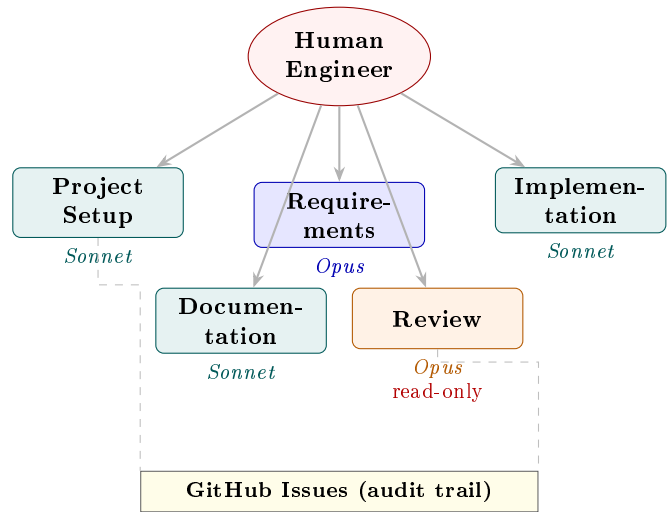 Human
Engineer
Project
Setup
Sonnet
Require-
ments
Opus
Implemen-
tation
Sonnet
Documen-
tation
Sonnet
Review
Opus
read-only
GitHub Issues (audit trail)